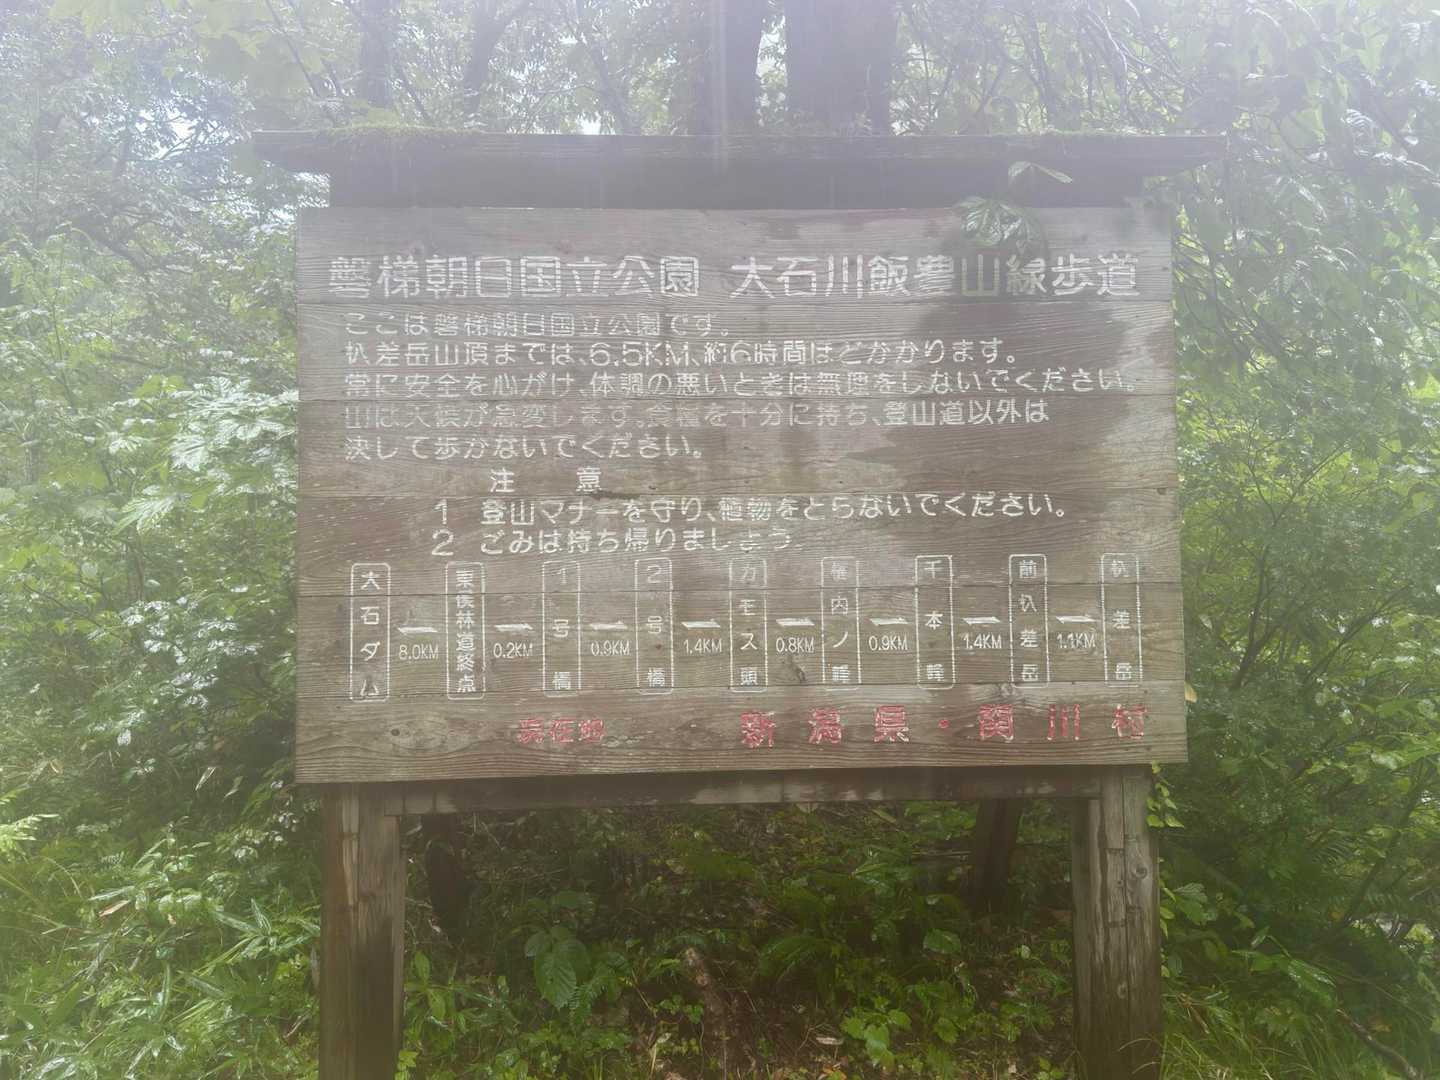 磐梯朝日国立公園 大石川飯豊山線歩道
ここは磐梯朝日国立公園です。
杁差岳山頂までは、6.5KM、約6時間ほどかかります。
常に安全を心がけ、体調の悪いときは無理をしないでください。
山は天候が急変します。食糧を十分に持ち、登山道以外は
決して歩かないでください。
注 意
1 登山マナーを守り、植物をとらないでください。
2 ごみは持ち帰りましょう。
大石ダム 8.0KM 東俣林道終点 0.2KM 1号橋 0.9KM 2号橋 1.4KM カモス頭 0.8KM 権内ノ峰 0.9KM 千本峰 1.4KM 前杁差岳 1.1KM 杁差岳
現在地 新潟県・関川村